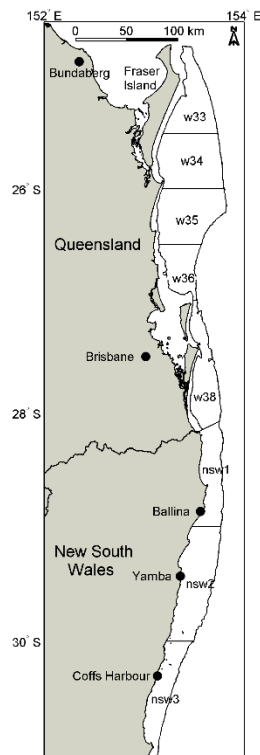 152° E
154° E
0
50
100 km
N
Bundaberg
Fraser
Island
w33
w34
26° S
w35
Queensland
w36
Brisbane
w38
28° S
nsw1
Ballina
New South
Wales
Yamba
nsw2
30° S
Coffs Harbour
nsw3